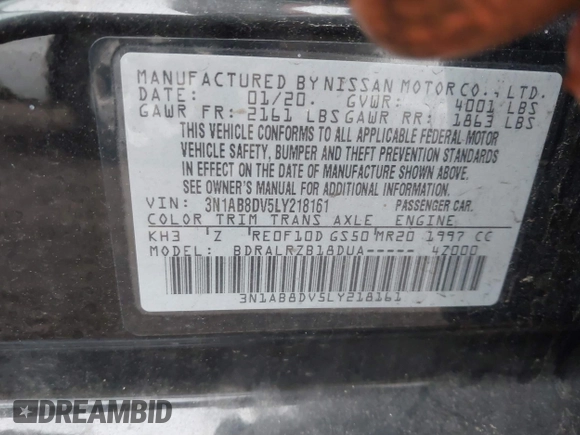 MANUFACTURED BY NISSAN MOTOR CO., LTD.
DATE: 01/20. GVWR: 4001 LBS
GAWR FR: 2161 LBS GAWR RR: 1863 LBS
THIS VEHICLE CONFORMS TO ALL APPLICABLE FEDERAL MOTOR
VEHICLE SAFETY, BUMPER AND THEFT PREVENTION STANDARDS
IN EFFECT ON THE DATE OF MANUFACTURE SHOWN ABOVE.
SEE OWNER'S MANUAL FOR ADDITIONAL INFORMATION.
VIN: 3N1AB8DV5LY218161 PASSENGER CAR.
COLOR TRIM TRANS AXLE ENGINE
KH3 Z RE0F10D GS50 MR20 1997 CC
MODEL: BDRALRZB18DUA----- 4Z000
3N1AB8DV5LY218161
DREAMBID